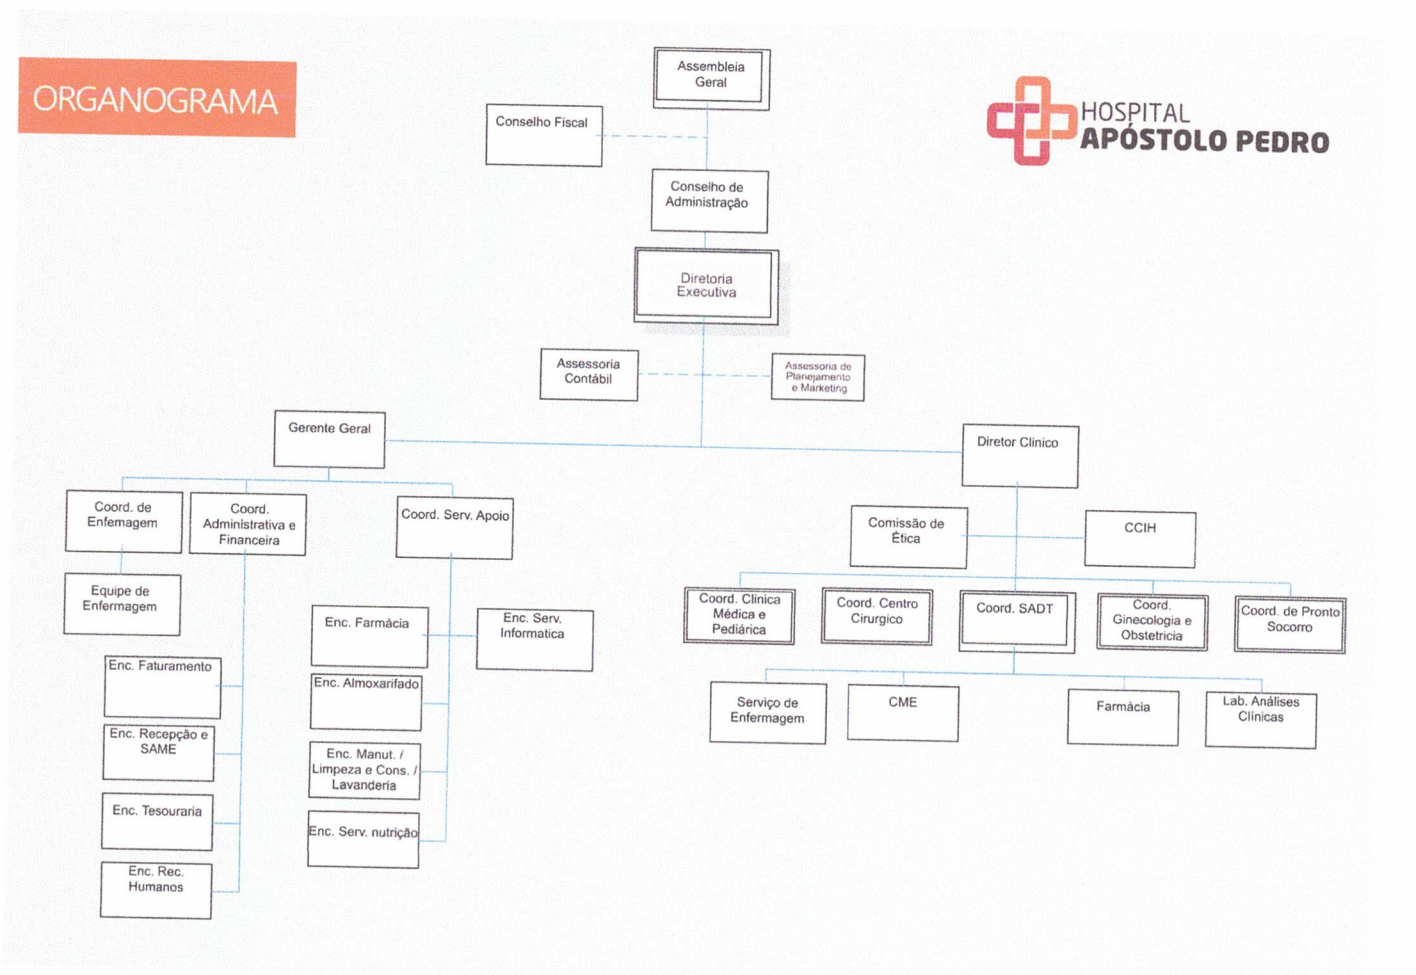 ORGANOGRAMA
HOSPITAL
APÓSTOLO PEDRO
Assembleia
Geral
Conselho Fiscal
Conselho de
Administração
Diretoria
Executiva
Assessoria
Contábil
Assessoria de
Planejamento
e Marketing
Gerente Geral
Diretor Clinico
Coord. de
Enfemagem
Coord.
Administrativa e
Financeira
Coord. Serv. Apoio
Equipe de
Enfermagem
Enc. Faturamento
Enc. Recepção e
SAME
Enc. Tesouraria
Enc. Rec.
Humanos
Enc. Farmácia
Enc. Serv.
Informatica
Enc. Almoxarifado
Enc. Manut. /
Limpeza e Cons. /
Lavanderia
Enc. Serv. nutrição
Comissão de
Ética
CCIH
Coord. Clínica
Médica e
Pediárica
Coord. Centro
Cirurgico
Coord. SADT
Coord.
Ginecologia e
Obstetricia
Coord. de Pronto
Socorro
Serviço de
Enfermagem
CME
Farmácia
Lab. Análises
Clínicas